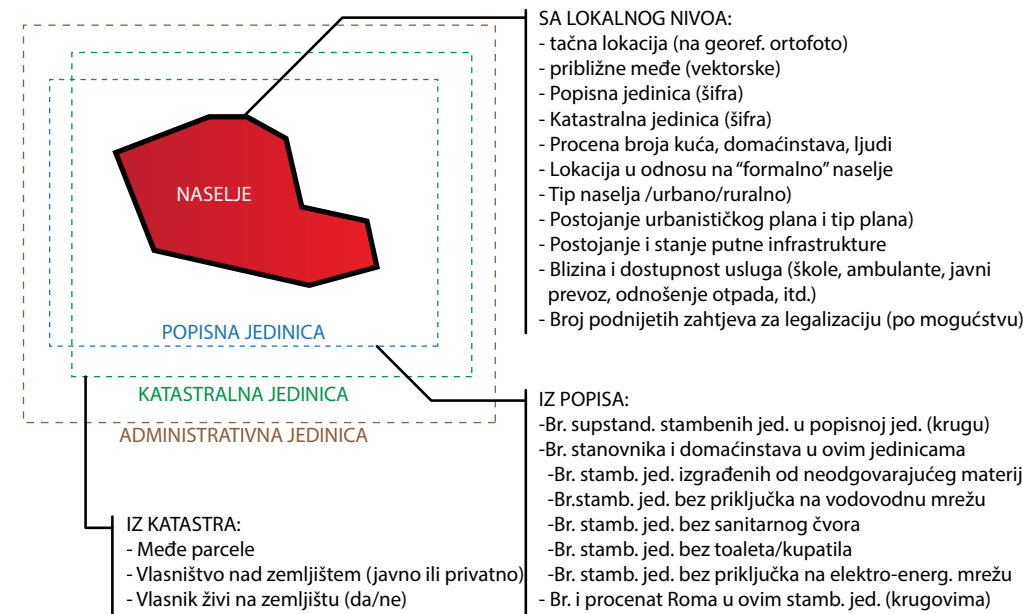 SA LOKALNOG NIVOA:
- tačna lokacija (na georef. ortofoto)
- približne međe (vektorske)
- Popisna jedinica (šifra)
- Katastralna jedinica (šifra)
- Procena broja kuća, domaćinstava, ljudi
- Lokacija u odnosu na “formalno” naselje
- Tip naselja /urbano/ruralno)
- Postojanje urbanističkog plana i tip plana)
- Postojanje i stanje putne infrastrukture
- Blizina i dostupnost usluga (škole, ambulante, javni
prevoz, odnošenje otpada, itd.)
- Broj podnijetih zahtjeva za legalizaciju (po mogućstvu)
NASELJE
POPISNA JEDINICA
KATASTRALNA JEDINICA
ADMINISTRATIVNA JEDINICA
IZ POPISA:
-Br. supstand. stambenih jed. u popisnoj jed. (krugu)
-Br. stanovnika i domaćinstava u ovim jedinicama
-Br. stamb. jed. izgrađenih od neodgovarajućeg materij
-Br.stamb. jed. bez priključka na vodovodnu mrežu
-Br. stamb. jed. bez sanitarnog čvora
-Br. stamb. jed. bez toaleta/kupatila
-Br. stamb. jed. bez priključka na elektro-energ. mrežu
- Br. i procenat Roma u ovim stamb. jed. (krugovima)
IZ KATASTRA:
- Međe parcele
- Vlasništvo nad zemljištem (javno ili privatno)
- Vlasnik živi na zemljištu (da/ne)